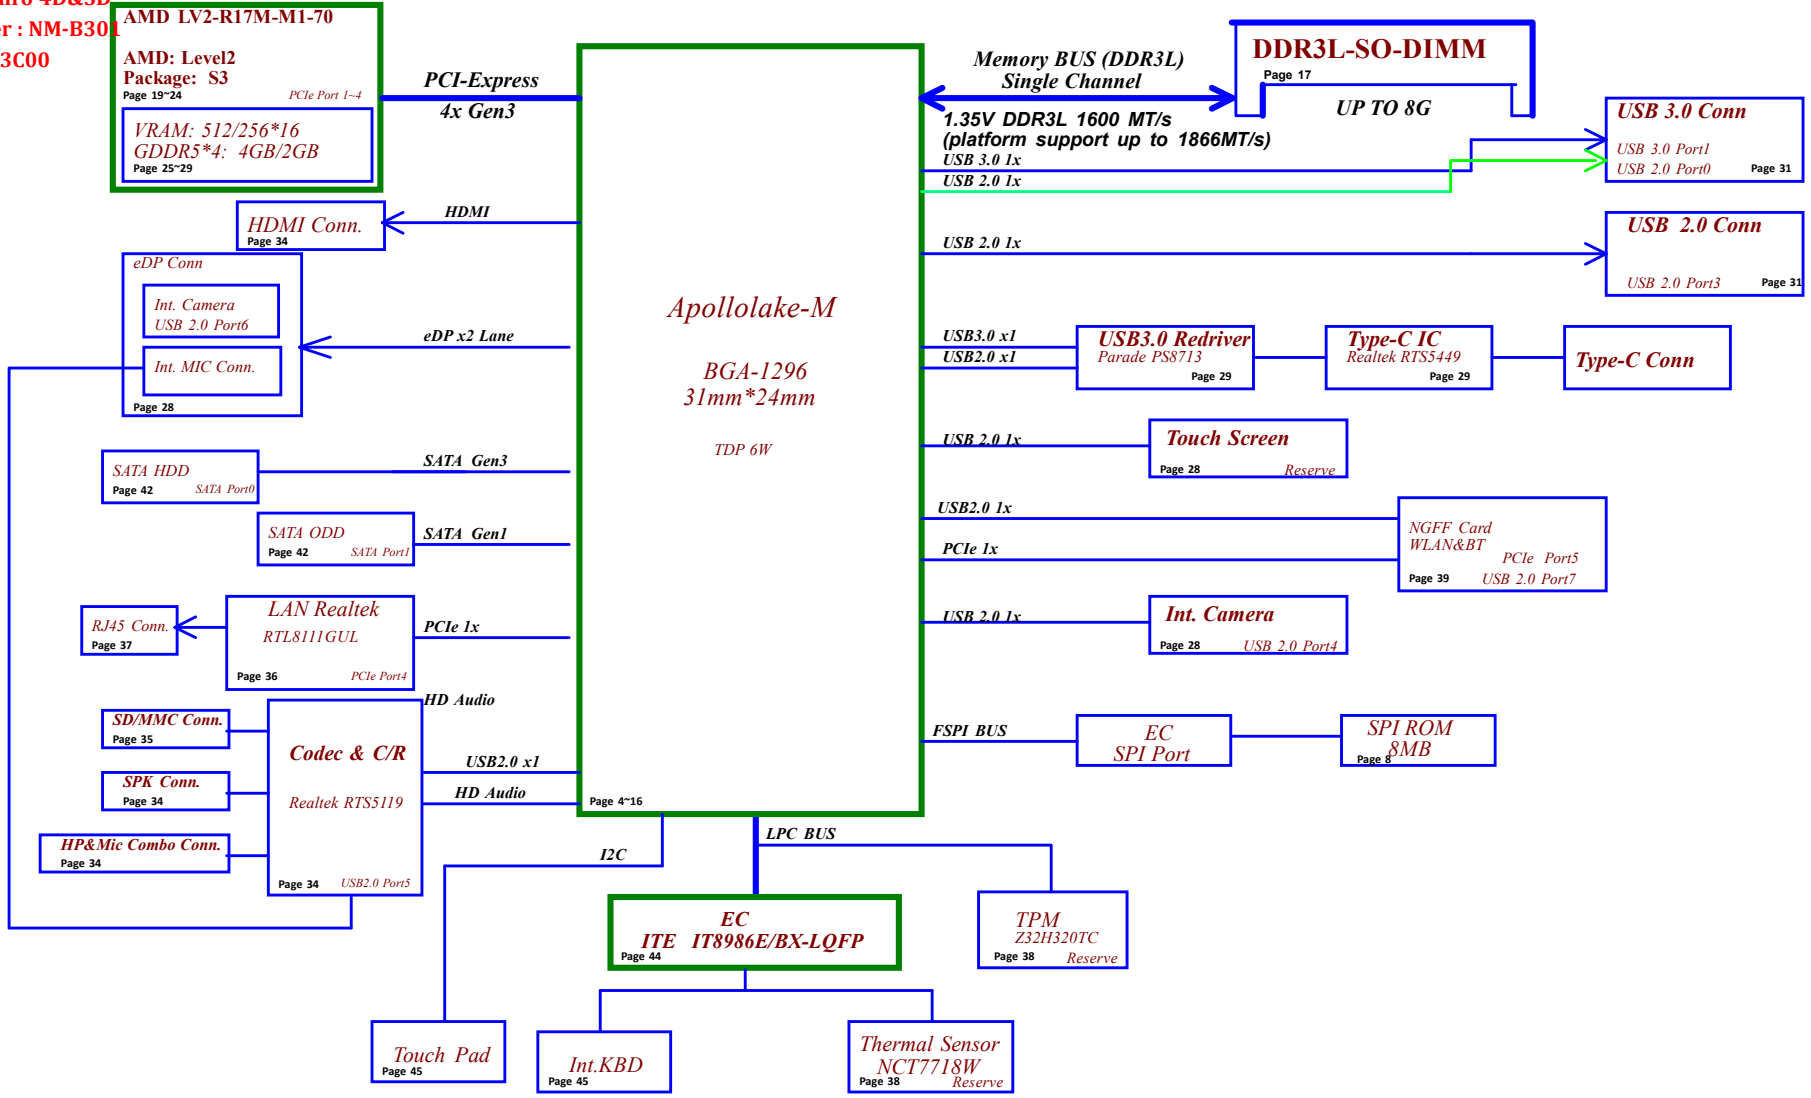 er : NM-B301
3C00
AMD LV2-R17M-M1-70
AMD: Level2
Package: S3
Page 19~24 PCIe Port 1~4
VRAM: 512/256*16
GDDR5*4: 4GB/2GB
Page 25~29
PCI-Express
4x Gen3
HDMI Conn.
Page 34
HDMI
eDP Conn
Int. Camera
USB 2.0 Port6
Int. MIC Conn.
Page 28
eDP x2 Lane
SATA HDD
Page 42 SATA Port0
SATA Gen3
SATA ODD
Page 42 SATA Port1
SATA Gen1
RJ45 Conn.
Page 37
LAN Realtek
RTL8111GUL
Page 36 PCIe Port4
PCIe 1x
HD Audio
SD/MMC Conn.
Page 35
SPK Conn.
Page 34
HP&Mic Combo Conn.
Page 34
Codec & C/R
Realtek RTS5119
Page 34 USB2.0 Port5
USB2.0 x1
HD Audio
Apollolake-M
BGA-1296
31mm*24mm
TDP 6W
Page 4~16
Memory BUS (DDR3L)
Single Channel
1.35V DDR3L 1600 MT/s
(platform support up to 1866MT/s)
DDR3L-SO-DIMM
Page 17
UP TO 8G
USB 3.0 1x
USB 2.0 1x
USB 3.0 Conn
USB 3.0 Port1
USB 2.0 Port0 Page 31
USB 2.0 1x
USB 2.0 Conn
USB 2.0 Port3 Page 31
USB3.0 x1
USB2.0 x1
USB3.0 Redriver
Parade PS8713
Page 29
Type-C IC
Realtek RTS5449
Page 29
Type-C Conn
USB 2.0 1x
Touch Screen
Page 28 Reserve
USB2.0 1x
PCIe 1x
NGFF Card
WLAN&BT
PCIe Port5
Page 39 USB 2.0 Port7
USB 2.0 1x
Int. Camera
Page 28 USB 2.0 Port4
FSPI BUS
EC
SPI Port
SPI ROM
8MB
Page 8
LPC BUS
I2C
EC
ITE IT8986E/BX-LQFP
Page 44
TPM
Z32H320TC
Page 38 Reserve
Touch Pad
Page 45
Int.KBD
Page 45
Thermal Sensor
NCT7718W
Page 38 Reserve